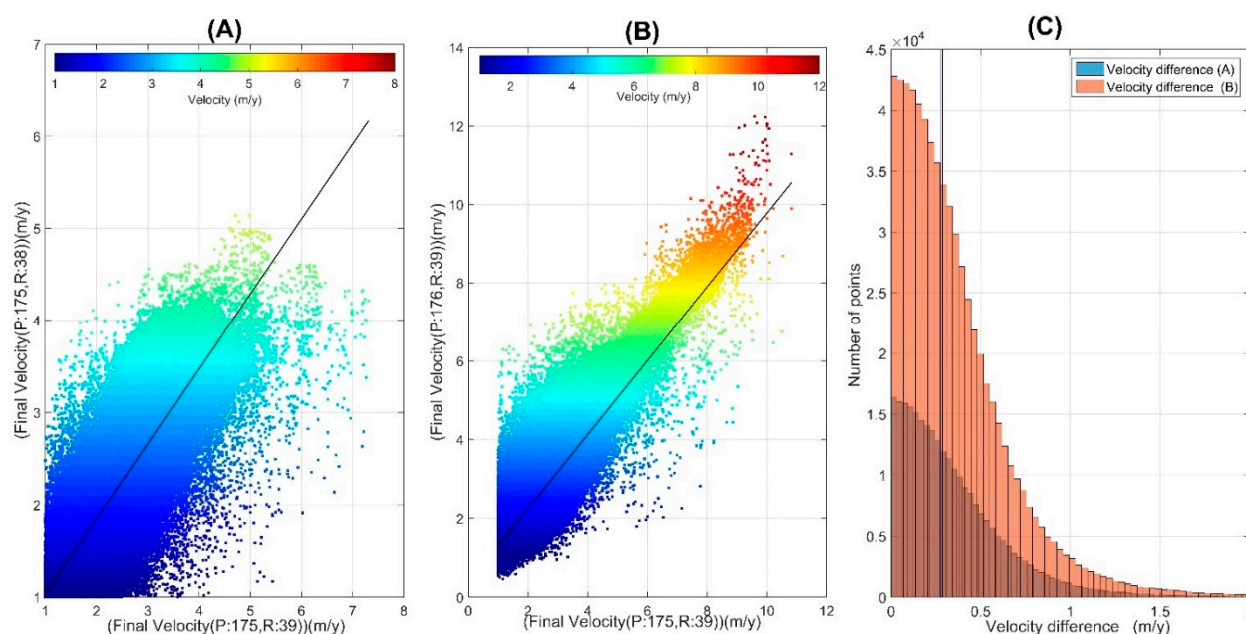 (A)
7
6
5
4
3
2
1
1 2 3 4 5 6 7 8
Velocity (m/y)
(Final Velocity(P:175,R:38))(m/y)
1 2 3 4 5 6 7 8
(Final Velocity(P:175,R:39))(m/y)
(B)
14
12
10
8
6
4
2
0
2 4 6 8 10 12
Velocity (m/y)
(Final Velocity(P:176,R:39))(m/y)
0 2 4 6 8 10 12
(Final Velocity(P:175,R:39))(m/y)
(C)
4.5 ×10⁴
4
3.5
3
2.5
2
1.5
1
0.5
0
Velocity difference (A)
Velocity difference (B)
Number of points
0 0.5 1 1.5
Velocity difference (m/y)